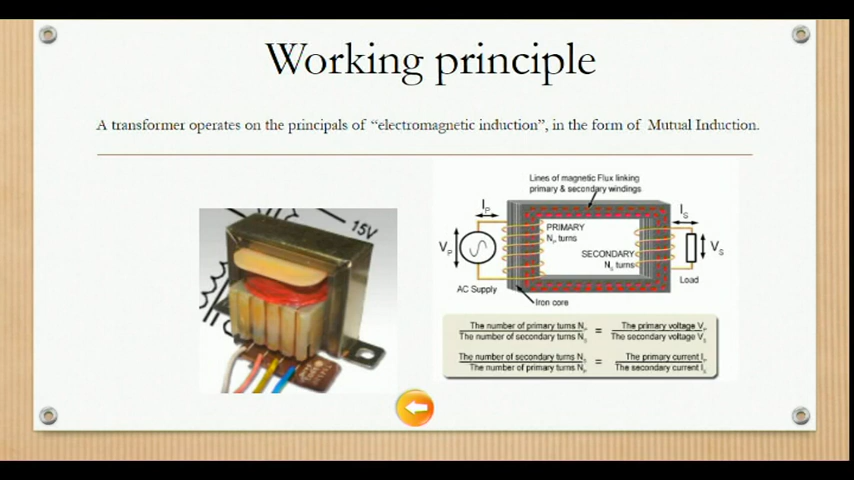 Working principle
A transformer operates on the principals of “electromagnetic induction”, in the form of Mutual Induction.
15V
Lines of magnetic Flux linking
primary & secondary windings
IP
IS
VP
PRIMARY
NP turns
SECONDARY
NS turns
VS
AC Supply
Load
Iron core
The number of primary turns NP
The number of secondary turns NS
=
The primary voltage VP
The secondary voltage VS
The number of secondary turns NS
The number of primary turns NP
=
The primary current IP
The secondary current IS